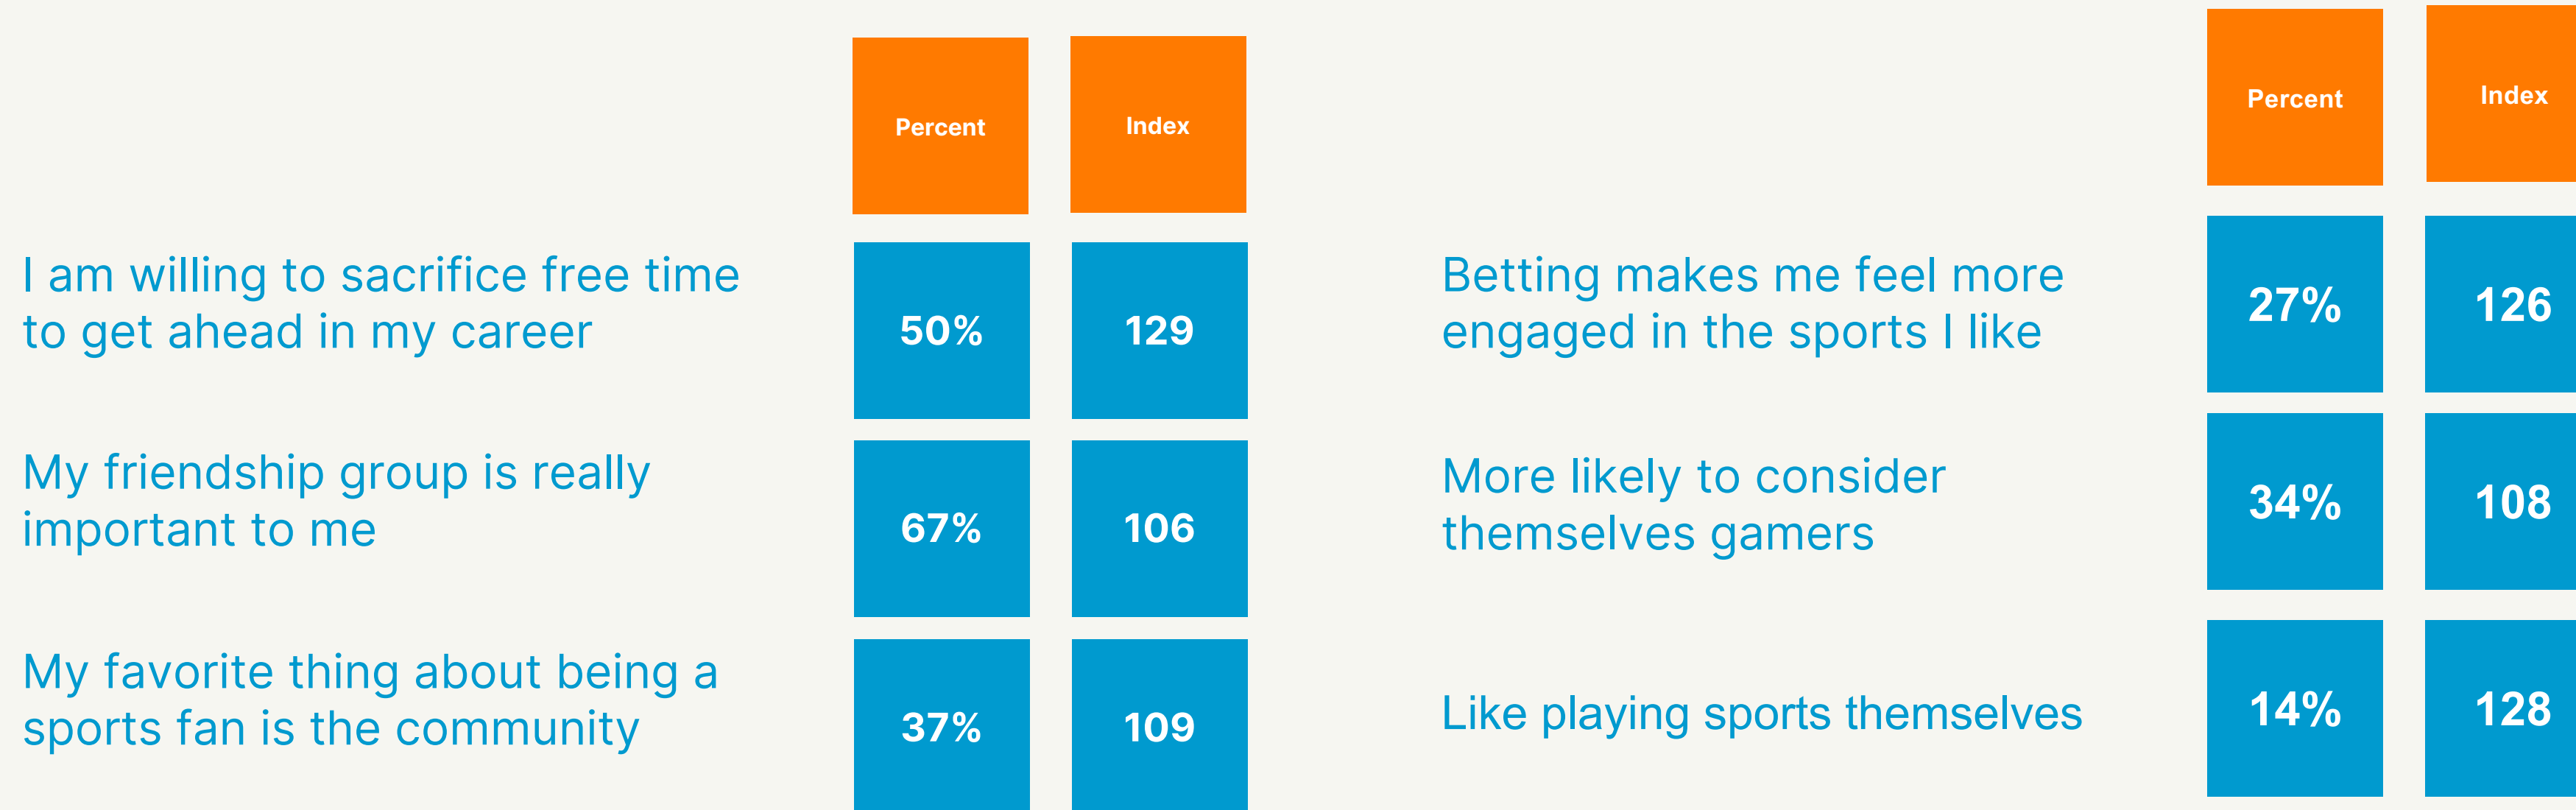 Percent Index
I am willing to sacrifice free time
to get ahead in my career
50% 129
My friendship group is really
important to me
67% 106
My favorite thing about being a
sports fan is the community
37% 109
Percent Index
Betting makes me feel more
engaged in the sports I like
27% 126
More likely to consider
themselves gamers
34% 108
Like playing sports themselves
14% 128